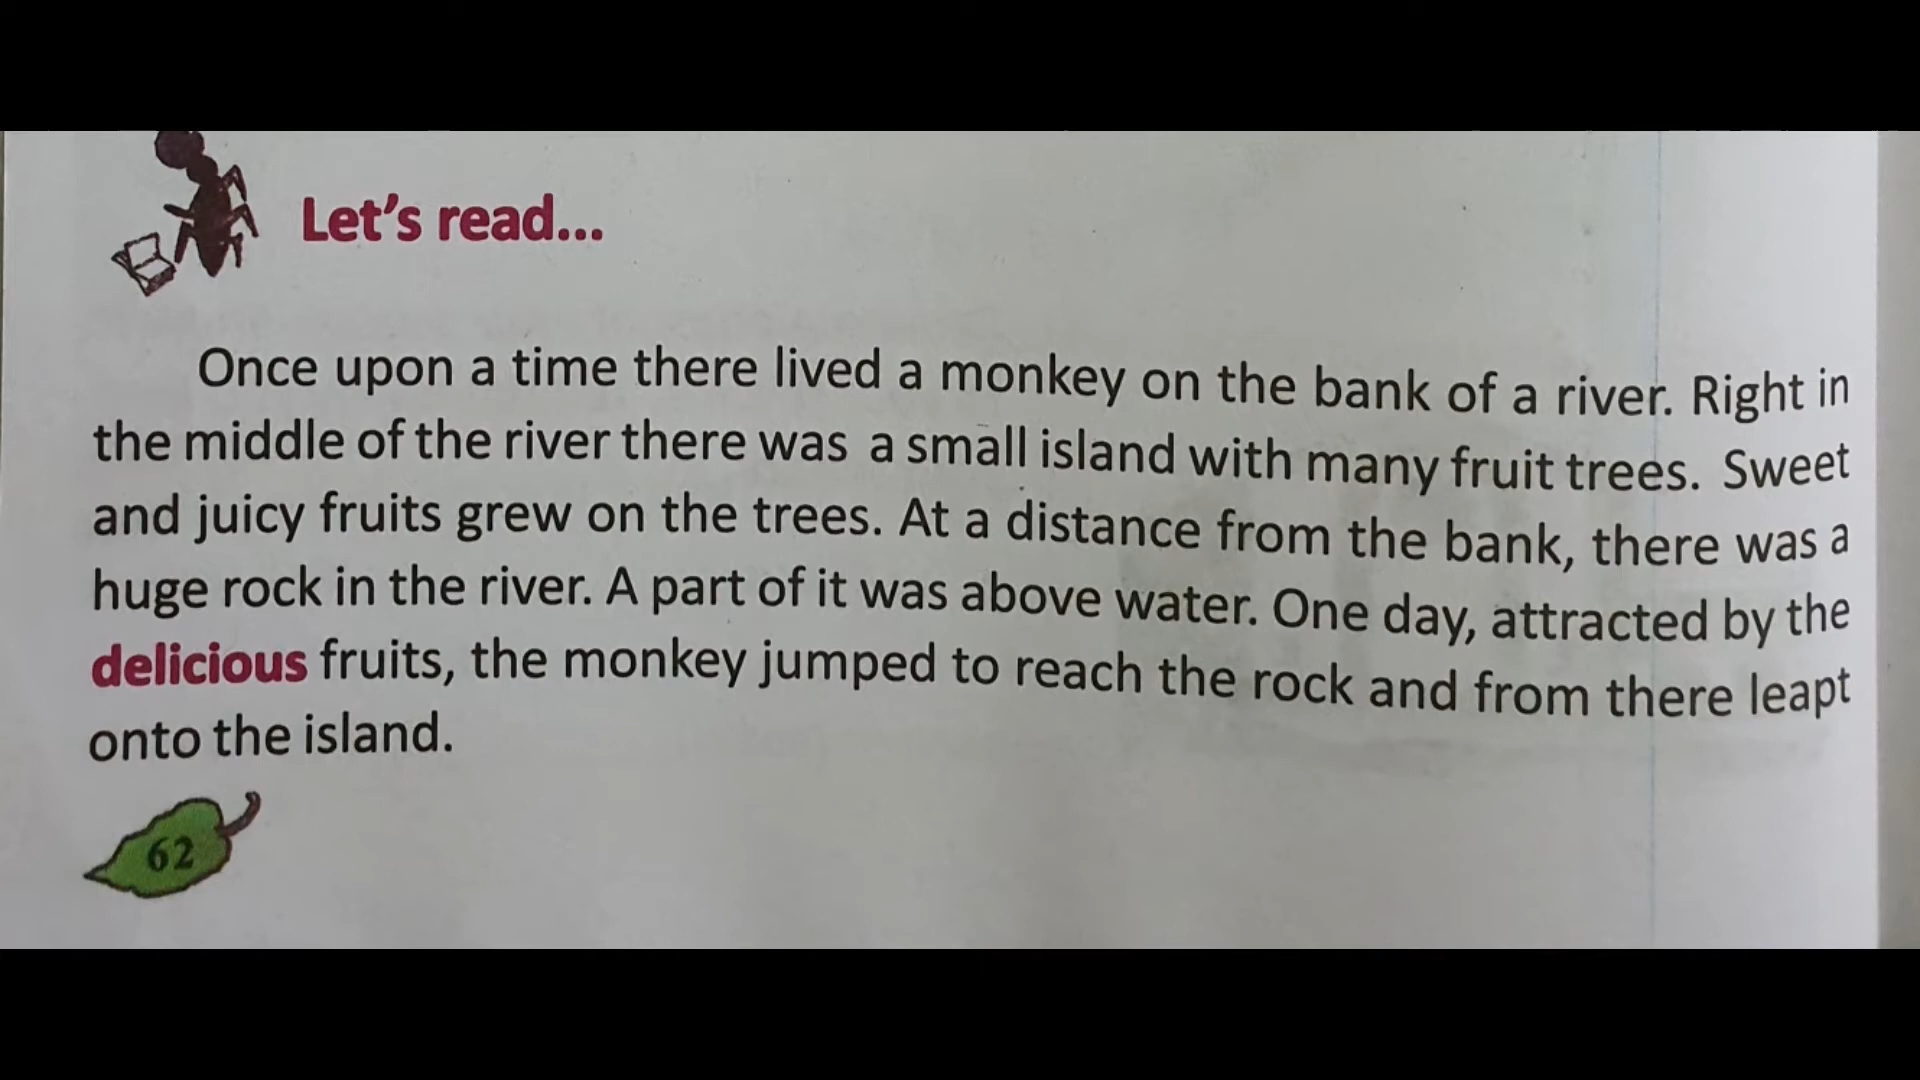 Let's read...
Once upon a time there lived a monkey on the bank of a river. Right in
the middle of the river there was a small island with many fruit trees. Sweet
and juicy fruits grew on the trees. At a distance from the bank, there was a
huge rock in the river. A part of it was above water. One day, attracted by the
delicious fruits, the monkey jumped to reach the rock and from there leapt
onto the island.
62